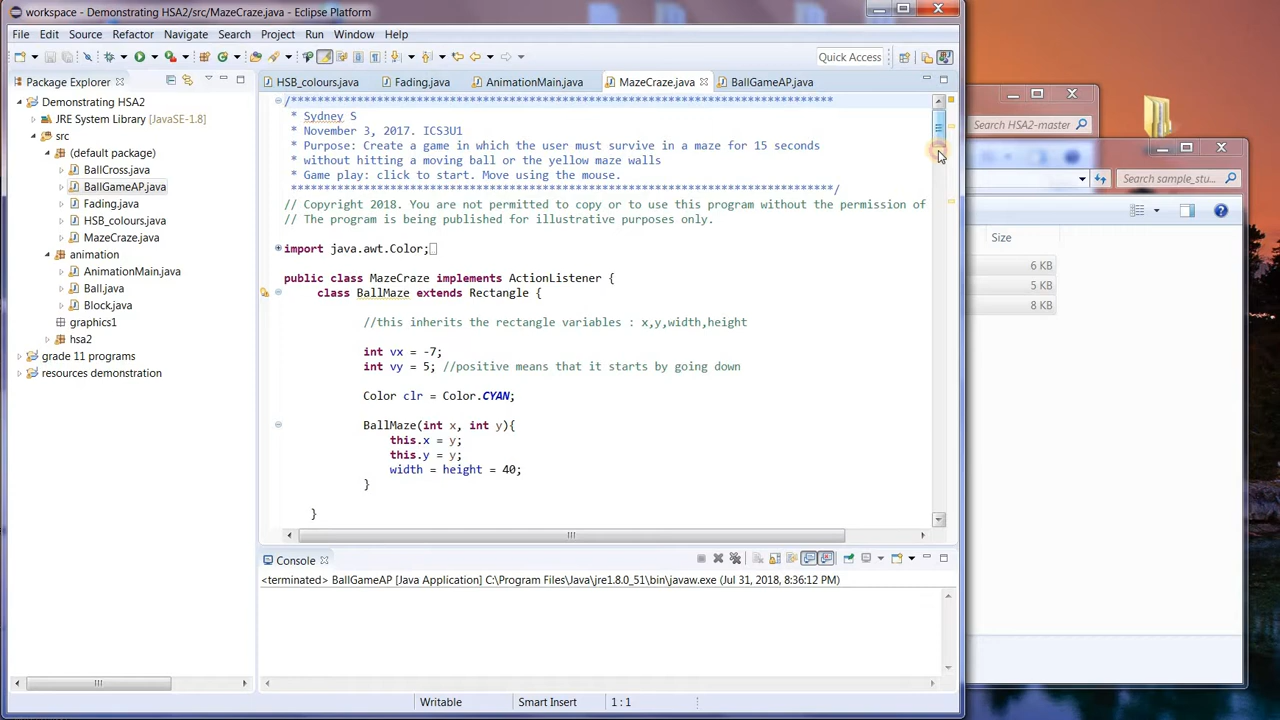 workspace - Demonstrating HSA2/src/MazeCraze.java - Eclipse Platform
File Edit Source Refactor Navigate Search Project Run Window Help
Quick Access
Package Explorer
HSB_colours.java Fading.java AnimationMain.java MazeCraze.java BallGameAP.java
Demonstrating HSA2
JRE System Library [JavaSE-1.8]
src
(default package)
BallCross.java
BallGameAP.java
Fading.java
HSB_colours.java
MazeCraze.java
animation
AnimationMain.java
Ball.java
Block.java
graphics1
hsa2
grade 11 programs
resources demonstration
/**********************************************************************************
* Sydney S
* November 3, 2017. ICS3U1
* Purpose: Create a game in which the user must survive in a maze for 15 seconds
* without hitting a moving ball or the yellow maze walls
* Game play: click to start. Move using the mouse.
**********************************************************************************/
// Copyright 2018. You are not permitted to copy or to use this program without the permission of
// The program is being published for illustrative purposes only.
import java.awt.Color;
public class MazeCraze implements ActionListener {
class BallMaze extends Rectangle {
//this inherits the rectangle variables : x,y,width,height
int vx = -7;
int vy = 5; //positive means that it starts by going down
Color clr = Color.CYAN;
BallMaze(int x, int y){
this.x = y;
this.y = y;
width = height = 40;
}
}
Console
<terminated> BallGameAP [Java Application] C:\Program Files\Java\jre1.8.0_51\bin\javaw.exe (Jul 31, 2018, 8:36:12 PM)
Writable Smart Insert 1 : 1
Search HSA2-master
Search sample_stu...
Size
6 KB
5 KB
8 KB